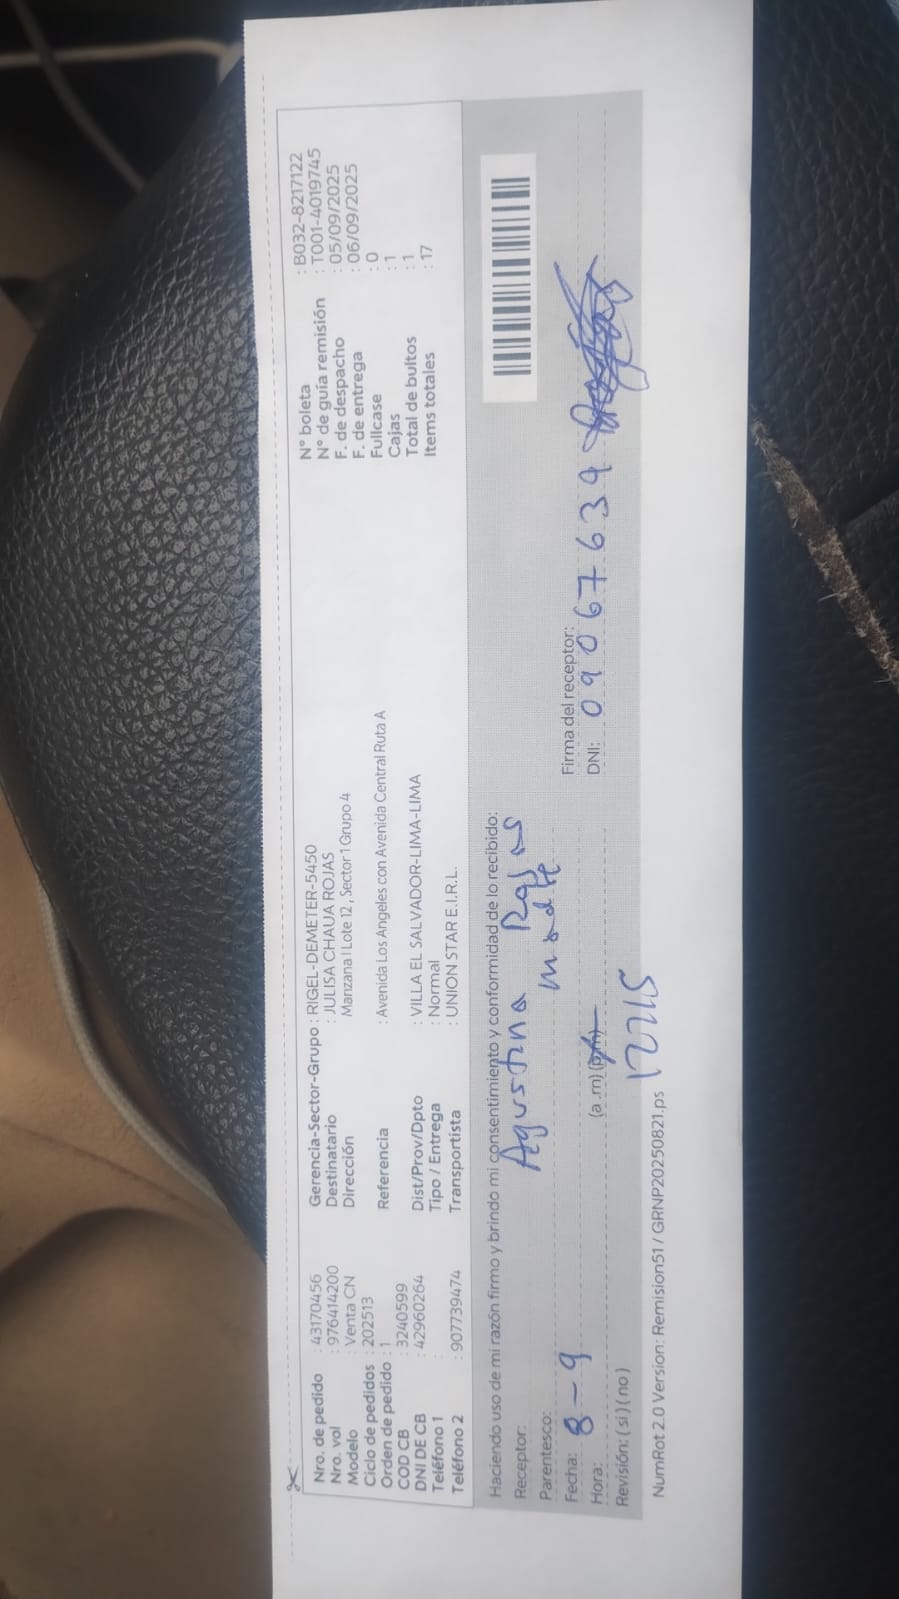 Nro. de pedido : 43170456
Nro. vol : 976414200
Modelo : Venta CN
Ciclo de pedidos : 202513
Orden de pedido : 1
COD CB : 3240599
DNI DE CB : 42960264
Teléfono 1
Teléfono 2 : 907739474
Gerencia-Sector-Grupo : RIGEL-DEMETER-5450
Destinatario : JULISA CHAUA ROJAS
Dirección Manzana I Lote 12 , Sector 1 Grupo 4
Referencia : Avenida Los Angeles con Avenida Central Ruta A
Dist/Prov/Dpto : VILLA EL SALVADOR-LIMA-LIMA
Tipo / Entrega : Normal
Transportista : UNION STAR E.I.R.L.
N° boleta : B032-8217122
N° de guía remisión : T001-4019745
F. de despacho : 05/09/2025
F. de entrega : 06/09/2025
Fullcase : 0
Cajas : 1
Total de bultos : 1
Items totales : 17
Haciendo uso de mi razón firmo y brindo mi consentimiento y conformidad de lo recibido:
Receptor: Agustina
Parentesco:
Fecha: 8-9
Hora: (a .m) (p.m) 1215
Revisión: ( si ) ( no )
Firma del receptor:
DNI: 09067639
NumRot 2.0 Version: Remision51 / GRNP20250821.ps